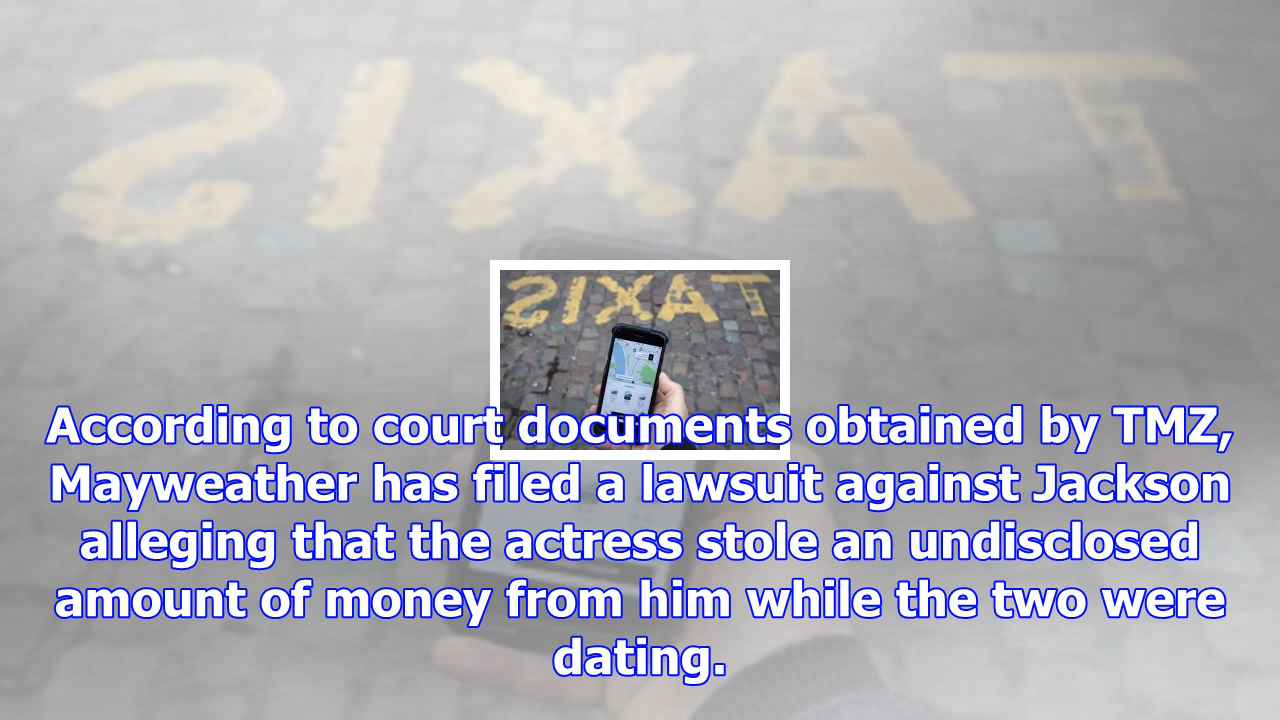 TAXIS
TAXIS
According to court documents obtained by TMZ,
Mayweather has filed a lawsuit against Jackson
alleging that the actress stole an undisclosed
amount of money from him while the two were
dating.